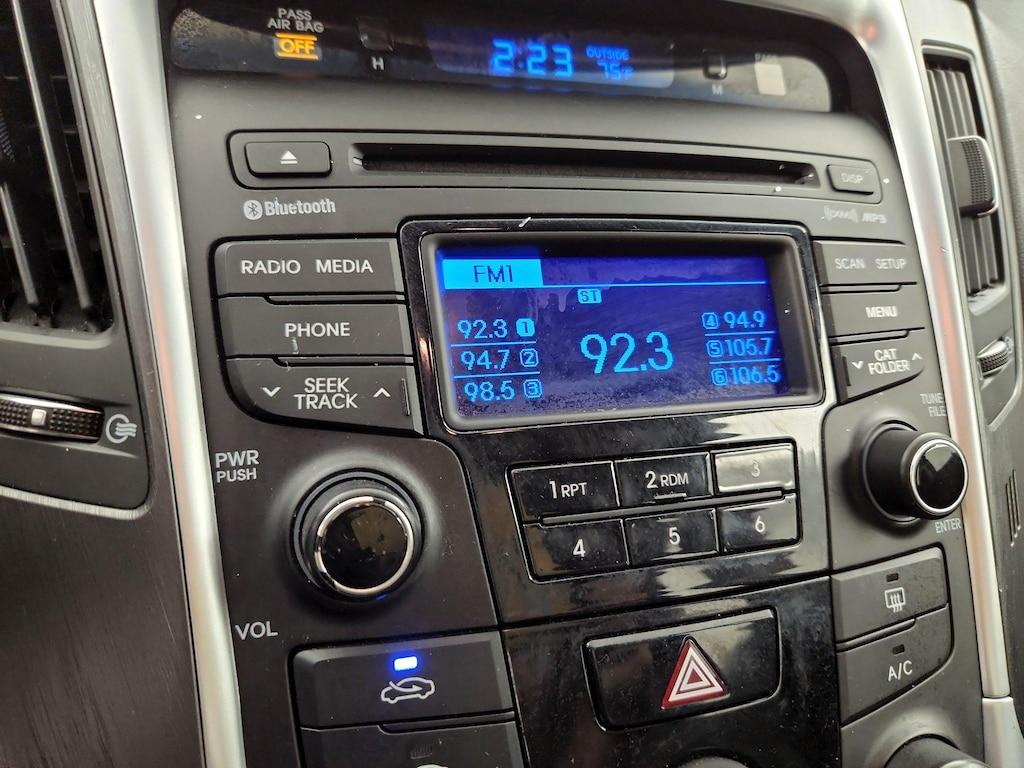 PASS
AIR BAG
OFF
H
2:23
OUTSIDE
75°F
M
DISP
Bluetooth
MP3
RADIO MEDIA
PHONE
SEEK
TRACK
FM1
ST
92.3 1
94.7 2
98.5 3
92.3
4 94.9
5 105.7
6 106.5
SCAN SETUP
MENU
CAT
FOLDER
TUNE
FILE
ENTER
PWR
PUSH
VOL
1 RPT
2 RDM
3
4
5
6
A/C